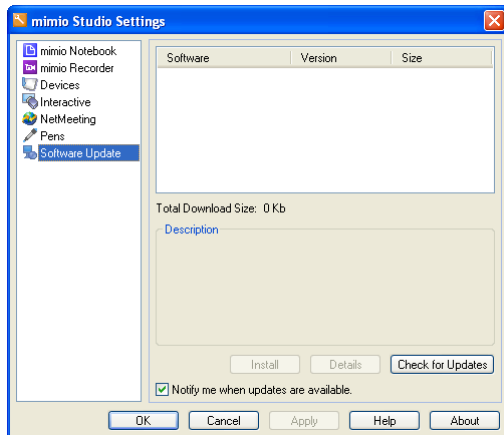 mimio Studio Settings
mimio Notebook
mimio Recorder
Devices
Interactive
NetMeeting
Pens
Software Update
Software Version Size
Total Download Size: 0 Kb
Description
Install Details Check for Updates
Notify me when updates are available.
OK Cancel Apply Help About